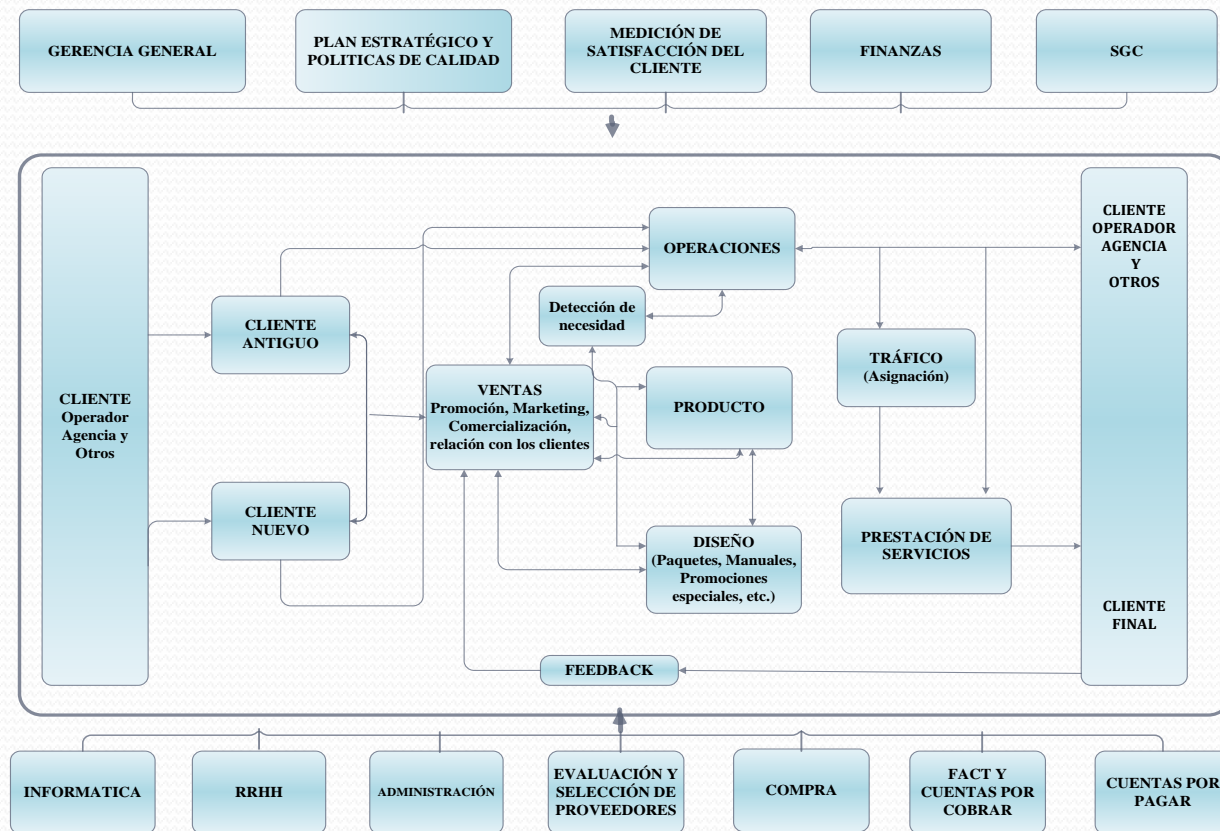 GERENCIA GENERAL
PLAN ESTRATÉGICO Y
POLITICAS DE CALIDAD
MEDICIÓN DE
SATISFACCIÓN DEL
CLIENTE
FINANZAS
SGC
CLIENTE
Operador
Agencia y
Otros
CLIENTE
ANTIGUO
CLIENTE
NUEVO
VENTAS
Promoción, Marketing,
Comercialización,
relación con los clientes
OPERACIONES
Detección de
necesidad
PRODUCTO
DISEÑO
(Paquetes, Manuales,
Promociones
especiales, etc.)
FEEDBACK
TRÁFICO
(Asignación)
PRESTACIÓN DE
SERVICIOS
CLIENTE
OPERADOR
AGENCIA
Y
OTROS
CLIENTE
FINAL
INFORMATICA
RRHH
ADMINISTRACIÓN
EVALUACIÓN Y
SELECCIÓN DE
PROVEEDORES
COMPRA
FACT Y
CUENTAS POR
COBRAR
CUENTAS POR
PAGAR